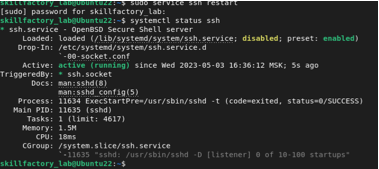 skillfactory_lab@Ubuntu22:~$ sudo service ssh restart
[sudo] password for skillfactory_lab:
skillfactory_lab@Ubuntu22:~$ systemctl status ssh
* ssh.service - OpenBSD Secure Shell server
Loaded: loaded (/lib/systemd/system/ssh.service; disabled; preset: enabled)
Drop-In: /etc/systemd/system/ssh.service.d
`-00-socket.conf
Active: active (running) since Wed 2023-05-03 16:36:12 MSK; 5s ago
TriggeredBy: * ssh.socket
Docs: man:sshd(8)
man:sshd_config(5)
Process: 11634 ExecStartPre=/usr/sbin/sshd -t (code=exited, status=0/SUCCESS)
Main PID: 11635 (sshd)
Tasks: 1 (limit: 4617)
Memory: 1.5M
CPU: 18ms
CGroup: /system.slice/ssh.service
`-11635 "sshd: /usr/sbin/sshd -D [listener] 0 of 10-100 startups"
skillfactory_lab@Ubuntu22:~$